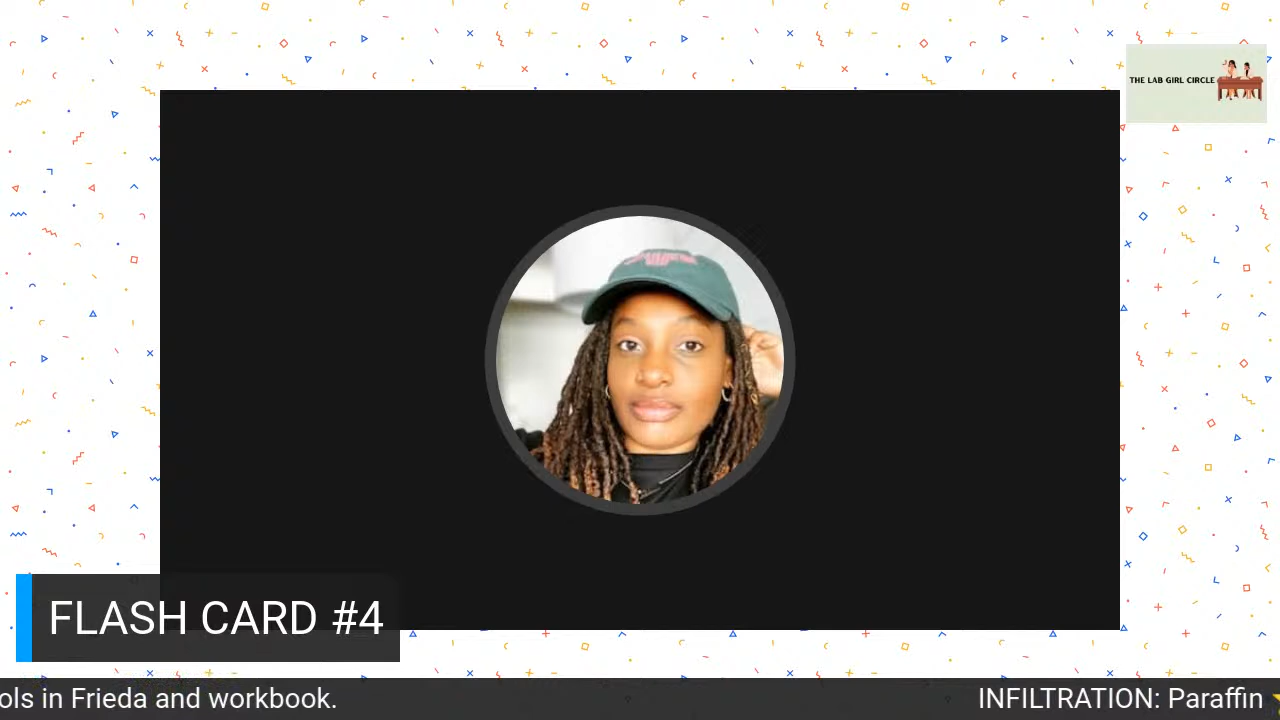 THE LAB GIRL CIRCLE
FLASH CARD #4
ols in Frieda and workbook.
INFILTRATION: Paraffin